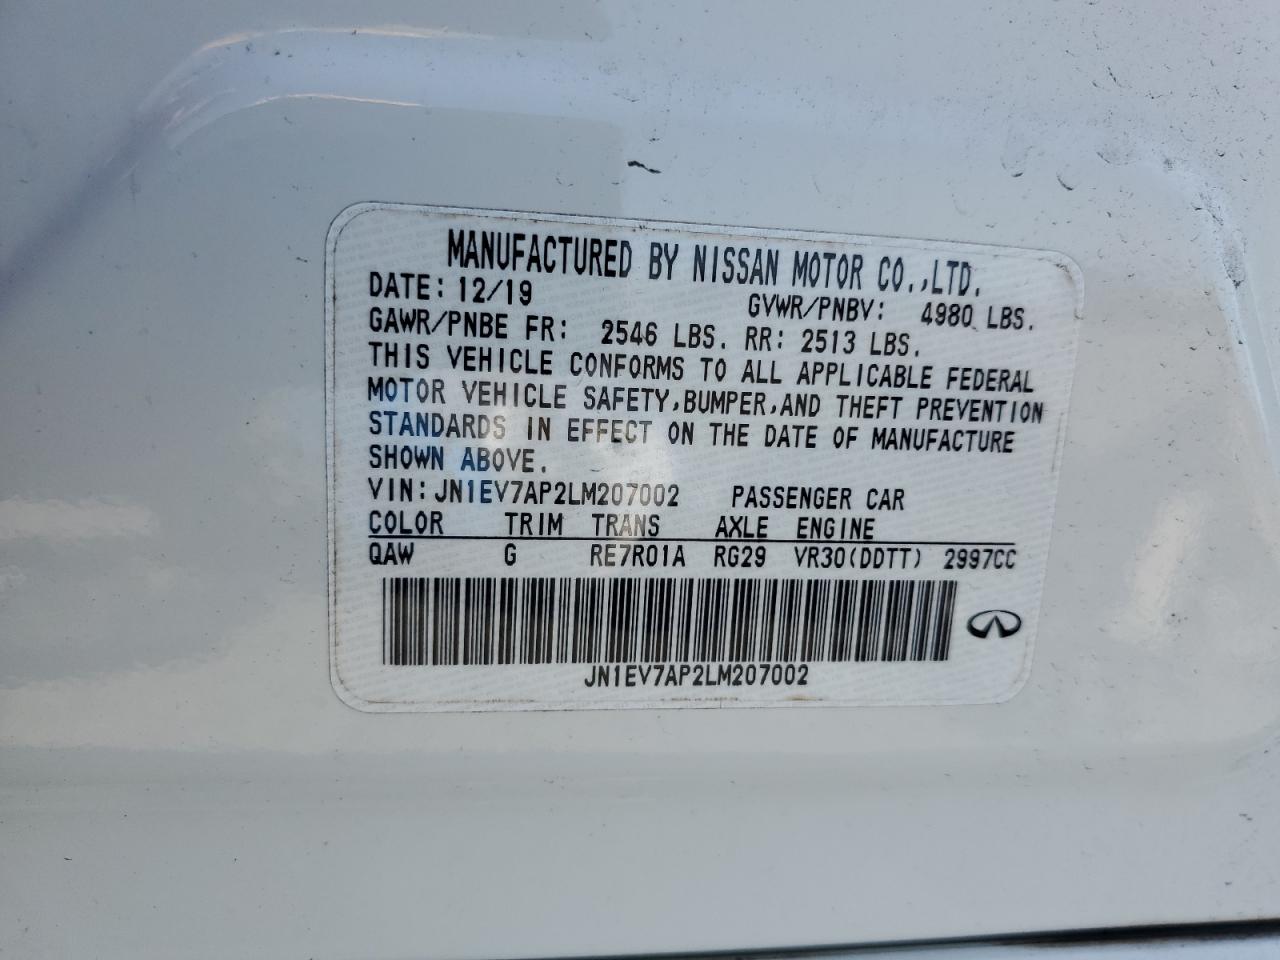 MANUFACTURED BY NISSAN MOTOR CO.,LTD.
DATE: 12/19 GVWR/PNBV: 4980 LBS.
GAWR/PNBE FR: 2546 LBS. RR: 2513 LBS.
THIS VEHICLE CONFORMS TO ALL APPLICABLE FEDERAL
MOTOR VEHICLE SAFETY,BUMPER,AND THEFT PREVENTION
STANDARDS IN EFFECT ON THE DATE OF MANUFACTURE
SHOWN ABOVE.
VIN: JN1EV7AP2LM207002 PASSENGER CAR
COLOR TRIM TRANS AXLE ENGINE
QAW G RE7R01A RG29 VR30(DDTT) 2997CC
JN1EV7AP2LM207002